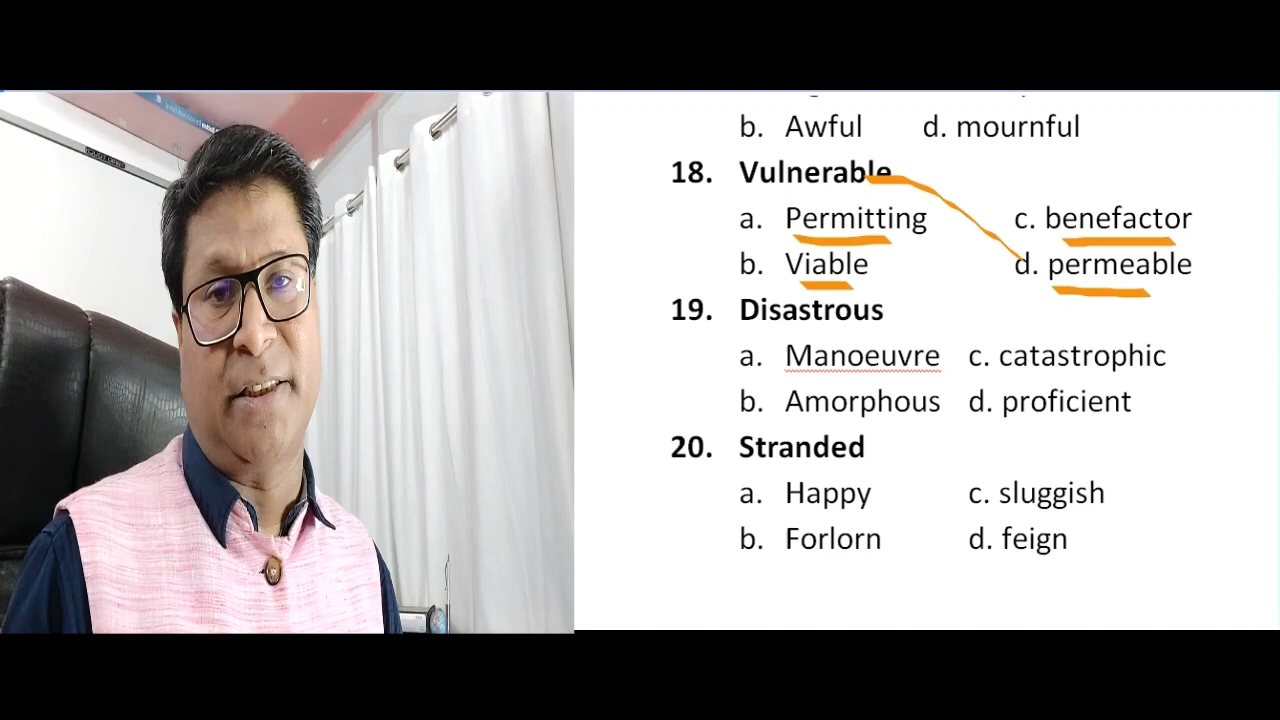 b. Awful d. mournful
18. Vulnerable
a. Permitting c. benefactor
b. Viable d. permeable
19. Disastrous
a. Manoeuvre c. catastrophic
b. Amorphous d. proficient
20. Stranded
a. Happy c. sluggish
b. Forlorn d. feign